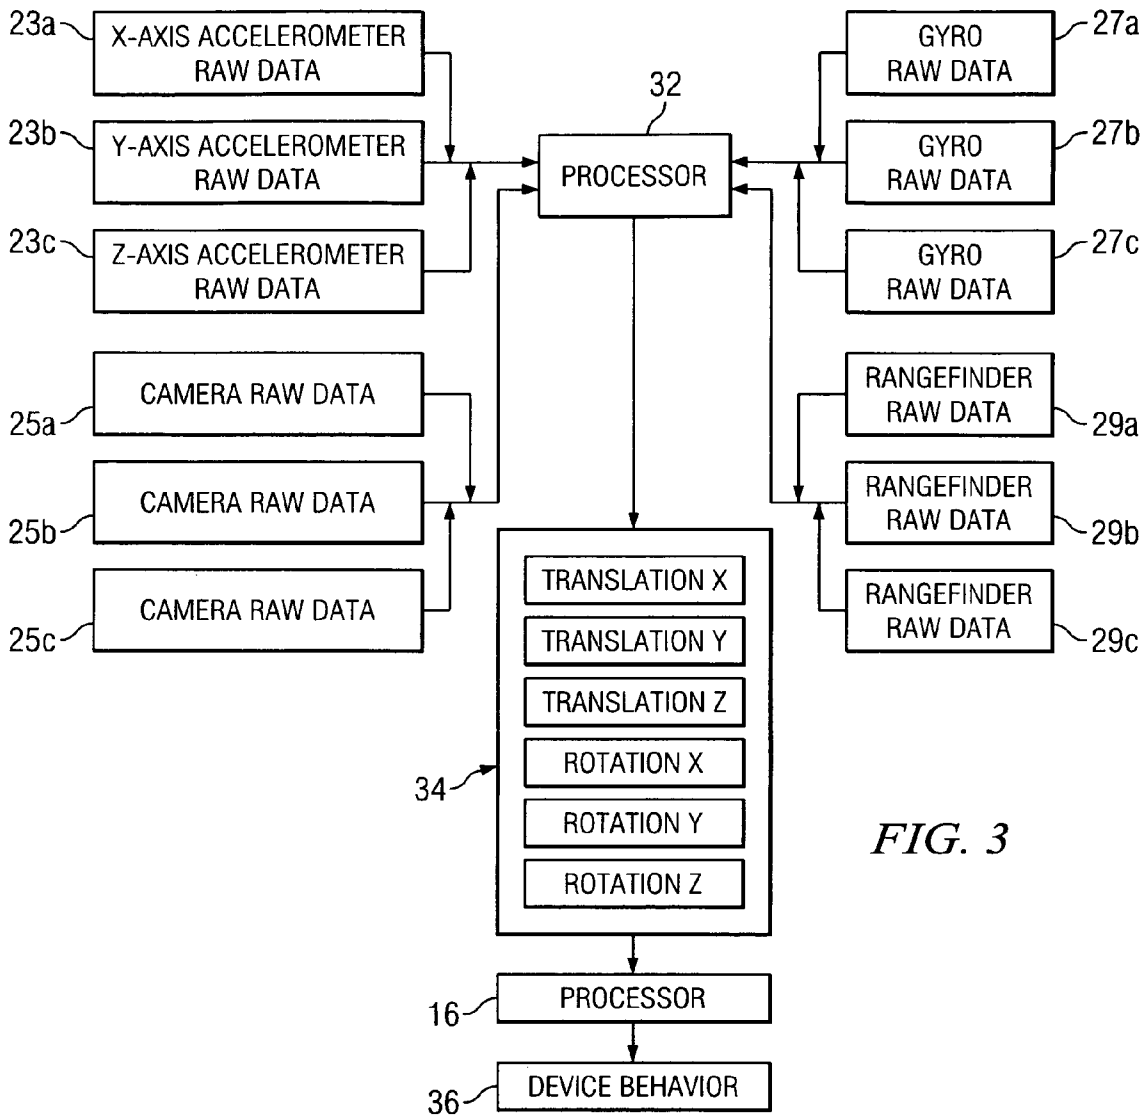 23a
X-AXIS ACCELEROMETER
RAW DATA
23b
Y-AXIS ACCELEROMETER
RAW DATA
23c
Z-AXIS ACCELEROMETER
RAW DATA
25a
CAMERA RAW DATA
25b
CAMERA RAW DATA
25c
CAMERA RAW DATA
32
PROCESSOR
27a
GYRO
RAW DATA
27b
GYRO
RAW DATA
27c
GYRO
RAW DATA
29a
RANGEFINDER
RAW DATA
29b
RANGEFINDER
RAW DATA
29c
RANGEFINDER
RAW DATA
34
TRANSLATION X
TRANSLATION Y
TRANSLATION Z
ROTATION X
ROTATION Y
ROTATION Z
16
PROCESSOR
36
DEVICE BEHAVIOR
FIG. 3